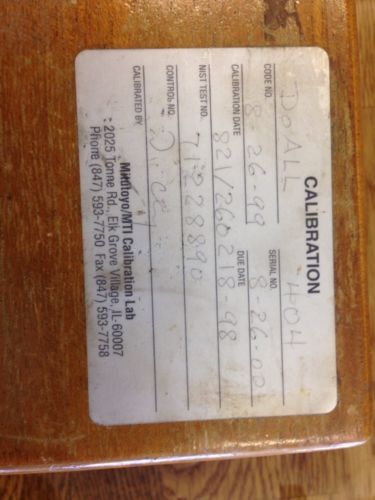 CALIBRATION
DOALL 404
CODE NO. SERIAL NO.
8-26-99 8-26-00
CALIBRATION DATE DUE DATE
821/260218-98
NIST TEST NO.
71228890
CONTROL NO.
CALIBRATED BY
Mitutoyo/MTI Calibration Lab
2025 Tonne Rd., Elk Grove Village, IL-60007
Phone (847) 593-7750 Fax (847) 593-7758